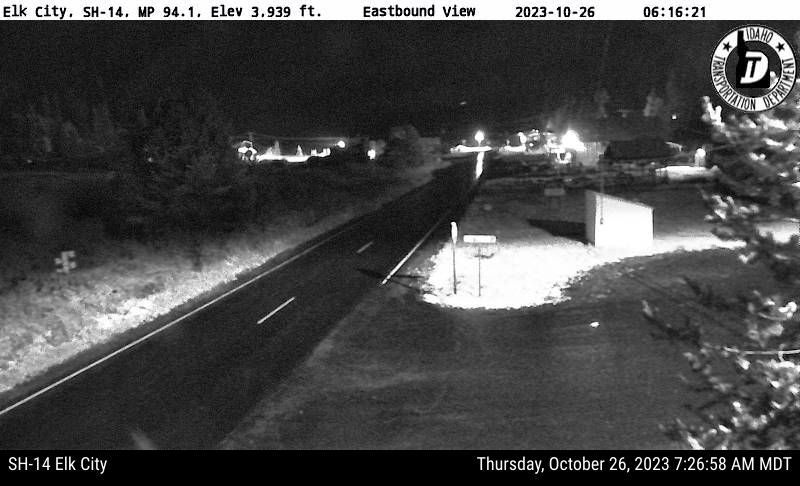 Elk City, SH-14, MP 94.1, Elev 3,939 ft. Eastbound View 2023-10-26 06:16:21
IDAHO
TRANSPORTATION DEPARTMENT
SH-14 Elk City Thursday, October 26, 2023 7:26:58 AM MDT